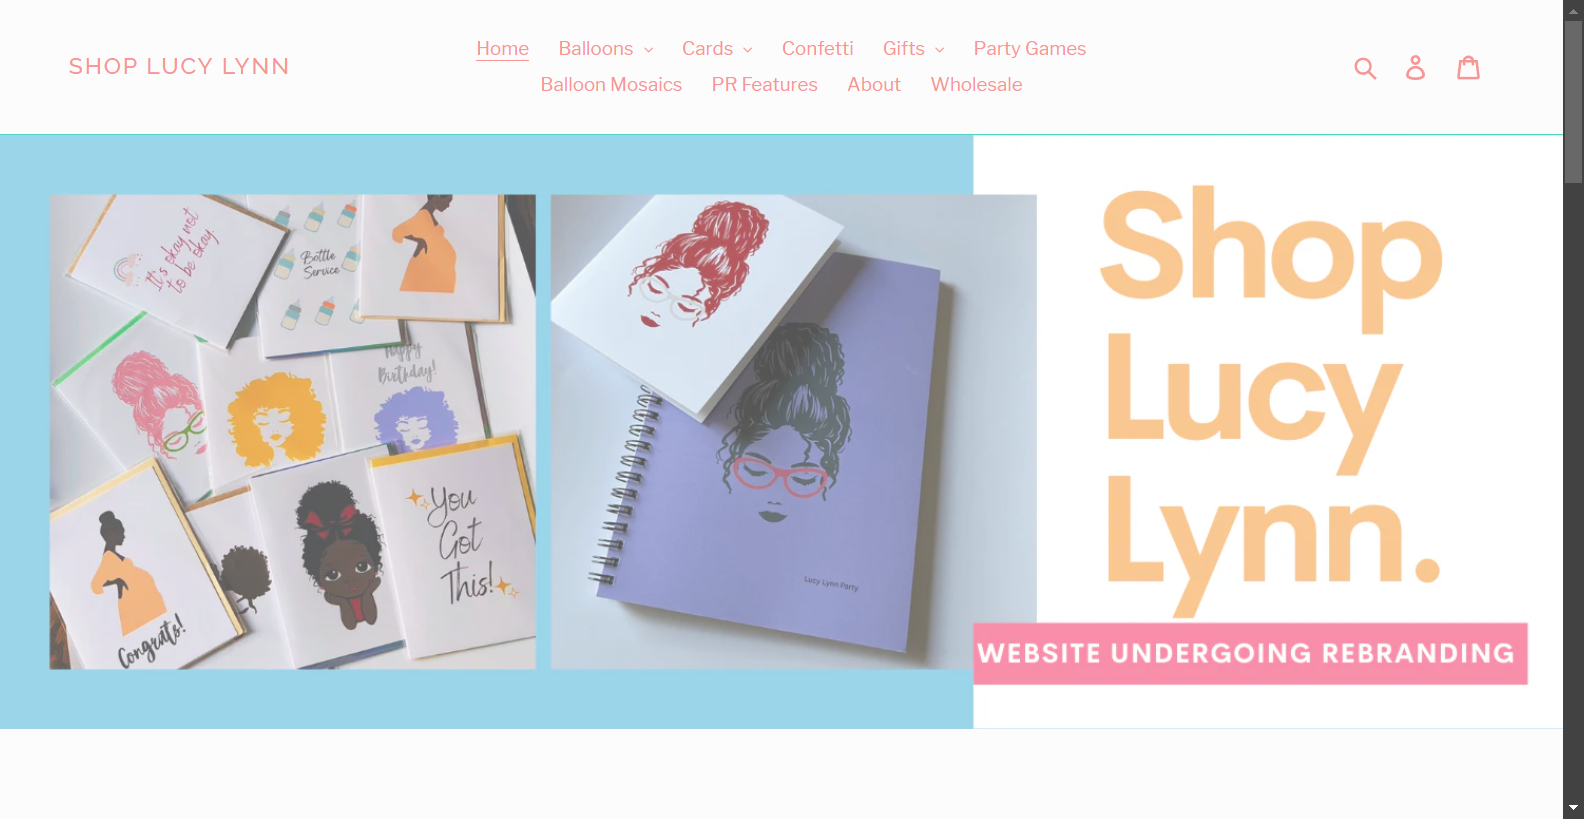 SHOP LUCY LYNN
Home Balloons Cards Confetti Gifts Party Games
Balloon Mosaics PR Features About Wholesale
It's okay not
to be okay.
Bottle
Service
Happy
Birthday!
You
Got
This!
Congrats!
Lucy Lynn Party
Shop
Lucy
Lynn.
WEBSITE UNDERGOING REBRANDING